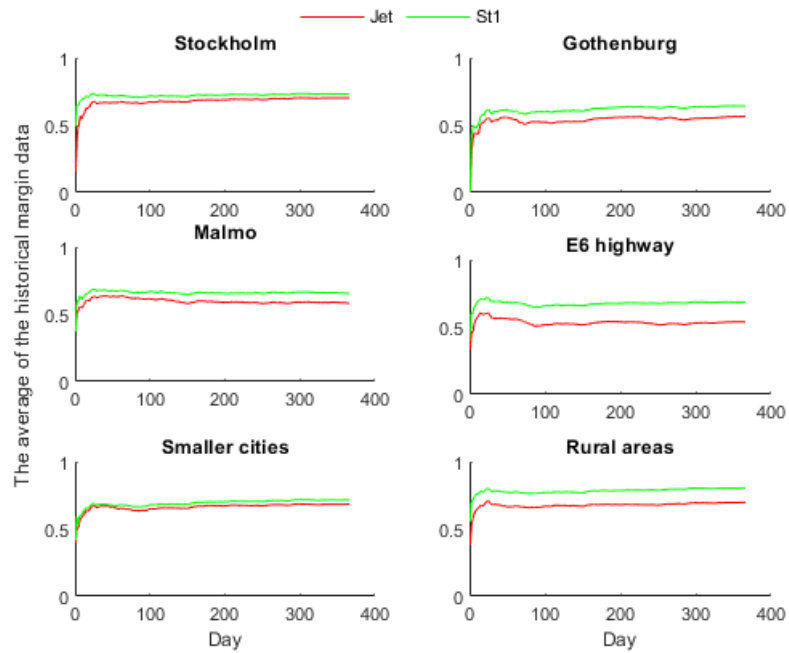 Jet St1
Stockholm
1
0.5
0
0 100 200 300 400
Gothenburg
1
0.5
0
0 100 200 300 400
The average of the historical margin data
Malmo
1
0.5
0
0 100 200 300 400
E6 highway
1
0.5
0
0 100 200 300 400
Smaller cities
1
0.5
0
0 100 200 300 400
Day
Rural areas
1
0.5
0
0 100 200 300 400
Day